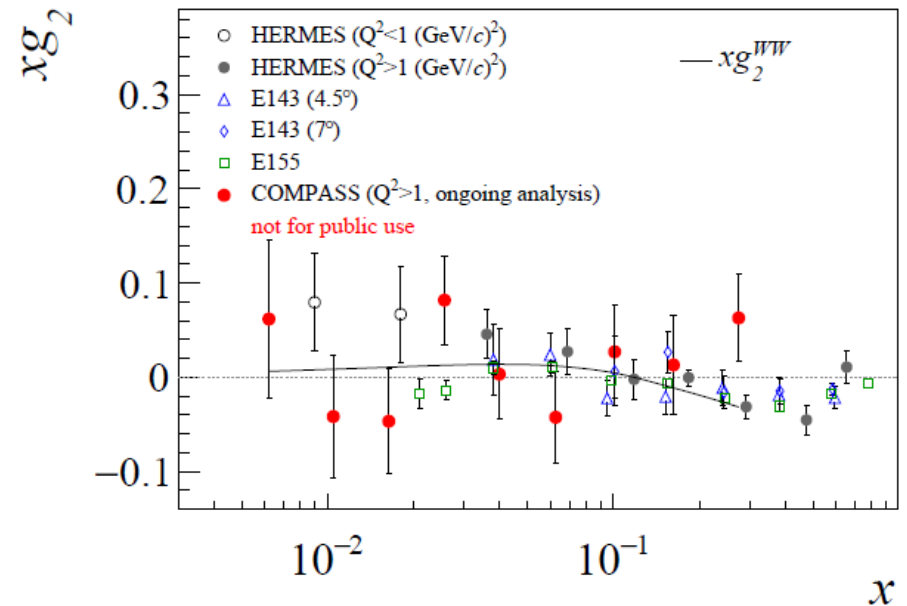 xg₂
HERMES (Q²<1 (GeV/c)²)
HERMES (Q²>1 (GeV/c)²)
E143 (4.5°)
E143 (7°)
E155
COMPASS (Q²>1, ongoing analysis)
not for public use
xg₂^WW
0.3
0.2
0.1
0
−0.1
10⁻²
10⁻¹
x